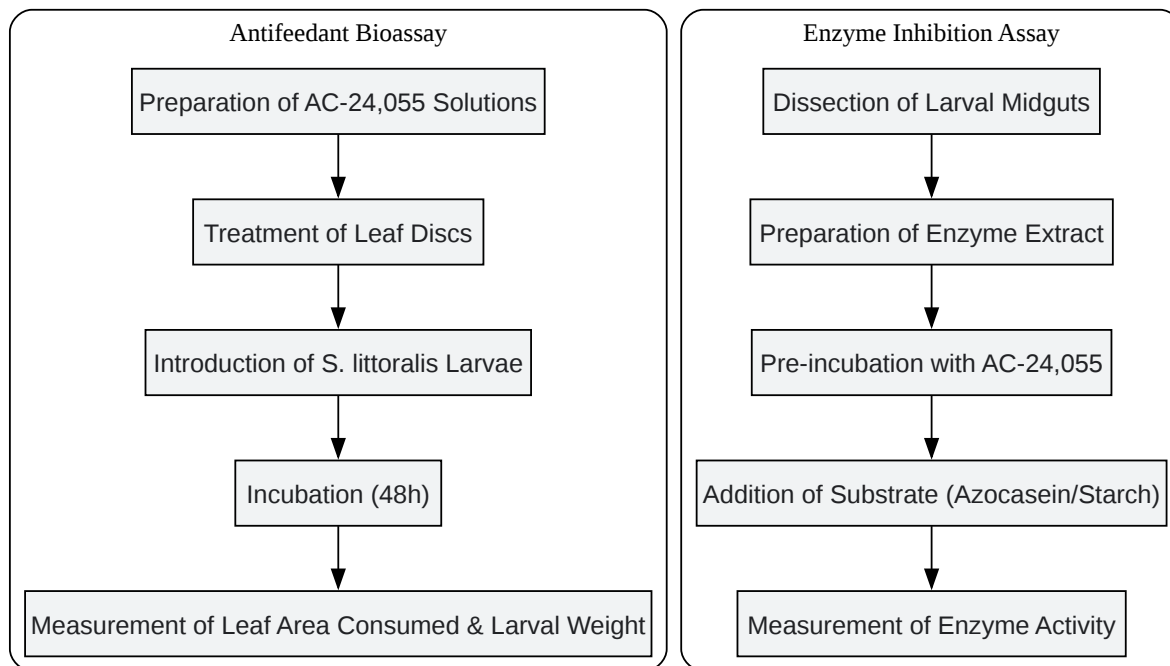 Antifeedant Bioassay
Preparation of AC-24,055 Solutions
Treatment of Leaf Discs
Introduction of S. littoralis Larvae
Incubation (48h)
Measurement of Leaf Area Consumed & Larval Weight
Enzyme Inhibition Assay
Dissection of Larval Midguts
Preparation of Enzyme Extract
Pre-incubation with AC-24,055
Addition of Substrate (Azocasein/Starch)
Measurement of Enzyme Activity